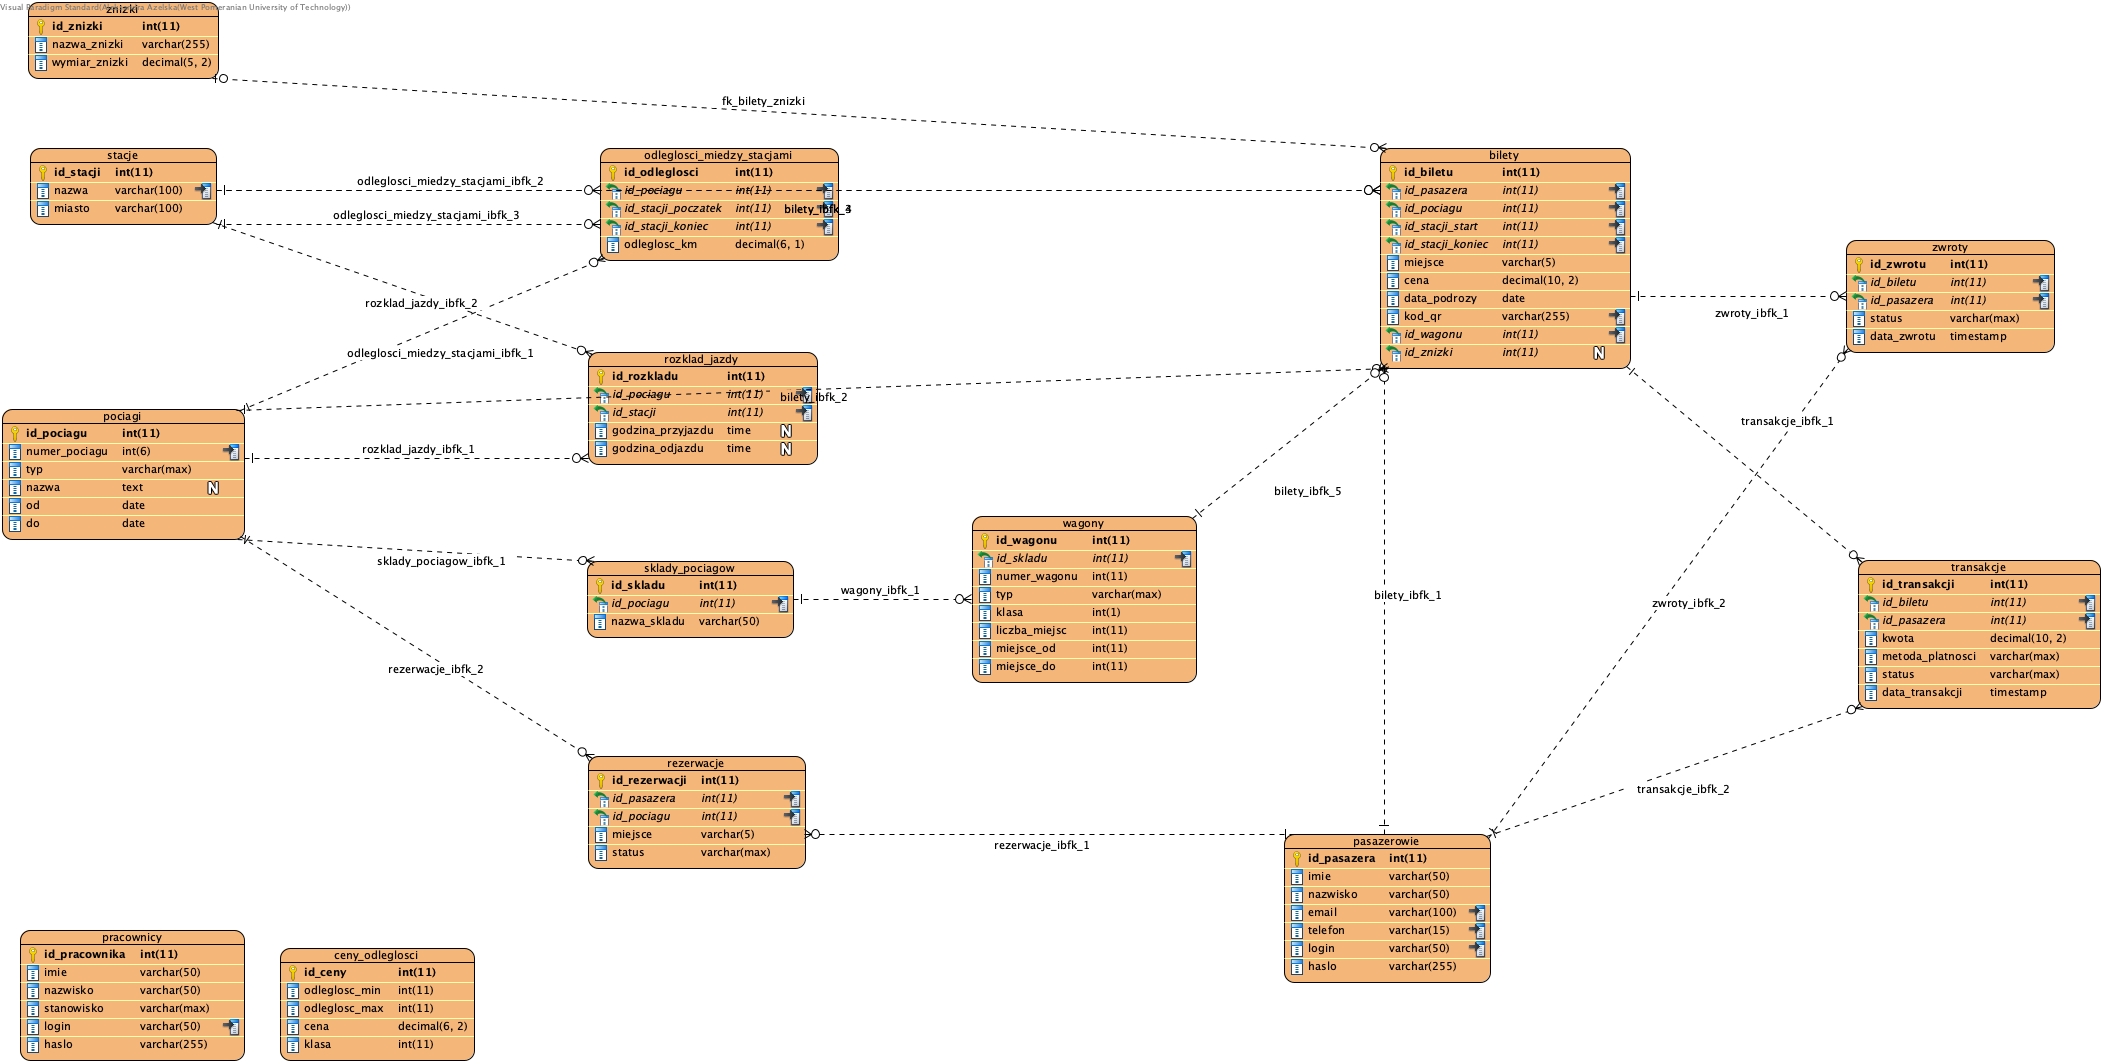 Visual Paradigm Standard(Aleksandra Azelska(West Pomeranian University of Technology))
znizki
id_znizki int(11)
nazwa_znizki varchar(255)
wymiar_znizki decimal(5, 2)
fk_bilety_znizki
stacje
id_stacji int(11)
nazwa varchar(100)
miasto varchar(100)
odleglosci_miedzy_stacjami_ibfk_2
odleglosci_miedzy_stacjami_ibfk_3
odleglosci_miedzy_stacjami
id_odleglosci int(11)
id_pociagu int(11)
id_stacji_poczatek int(11)
id_stacji_koniec int(11)
odleglosc_km decimal(6, 1)
bilety
id_biletu int(11)
id_pasazera int(11)
id_pociagu int(11)
id_stacji_start int(11)
id_stacji_koniec int(11)
miejsce varchar(5)
cena decimal(10, 2)
data_podrozy date
kod_qr varchar(255)
id_wagonu int(11)
id_znizki int(11) N
zwroty_ibfk_1
zwroty
id_zwrotu int(11)
id_biletu int(11)
id_pasazera int(11)
status varchar(max)
data_zwrotu timestamp
rozklad_jazdy_ibfk_2
odleglosci_miedzy_stacjami_ibfk_1
rozklad_jazdy
id_rozkladu int(11)
id_pociagu int(11)
id_stacji int(11)
godzina_przyjazdu time N
godzina_odjazdu time N
bilety_ibfk_2
transakcje_ibfk_1
pociagi
id_pociagu int(11)
numer_pociagu int(6)
typ varchar(max)
nazwa text N
od date
do date
rozklad_jazdy_ibfk_1
bilety_ibfk_5
sklady_pociagow_ibfk_1
sklady_pociagow
id_skladu int(11)
id_pociagu int(11)
nazwa_skladu varchar(50)
wagony_ibfk_1
wagony
id_wagonu int(11)
id_skladu int(11)
numer_wagonu int(11)
typ varchar(max)
klasa int(1)
liczba_miejsc int(11)
miejsce_od int(11)
miejsce_do int(11)
bilety_ibfk_1
zwroty_ibfk_2
transakcje
id_transakcji int(11)
id_biletu int(11)
id_pasazera int(11)
kwota decimal(10, 2)
metoda_platnosci varchar(max)
status varchar(max)
data_transakcji timestamp
rezerwacje_ibfk_2
transakcje_ibfk_2
rezerwacje
id_rezerwacji int(11)
id_pasazera int(11)
id_pociagu int(11)
miejsce varchar(5)
status varchar(max)
rezerwacje_ibfk_1
pasazerowie
id_pasazera int(11)
imie varchar(50)
nazwisko varchar(50)
email varchar(100)
telefon varchar(15)
login varchar(50)
haslo varchar(255)
pracownicy
id_pracownika int(11)
imie varchar(50)
nazwisko varchar(50)
stanowisko varchar(max)
login varchar(50)
haslo varchar(255)
ceny_odleglosci
id_ceny int(11)
odleglosc_min int(11)
odleglosc_max int(11)
cena decimal(6, 2)
klasa int(11)